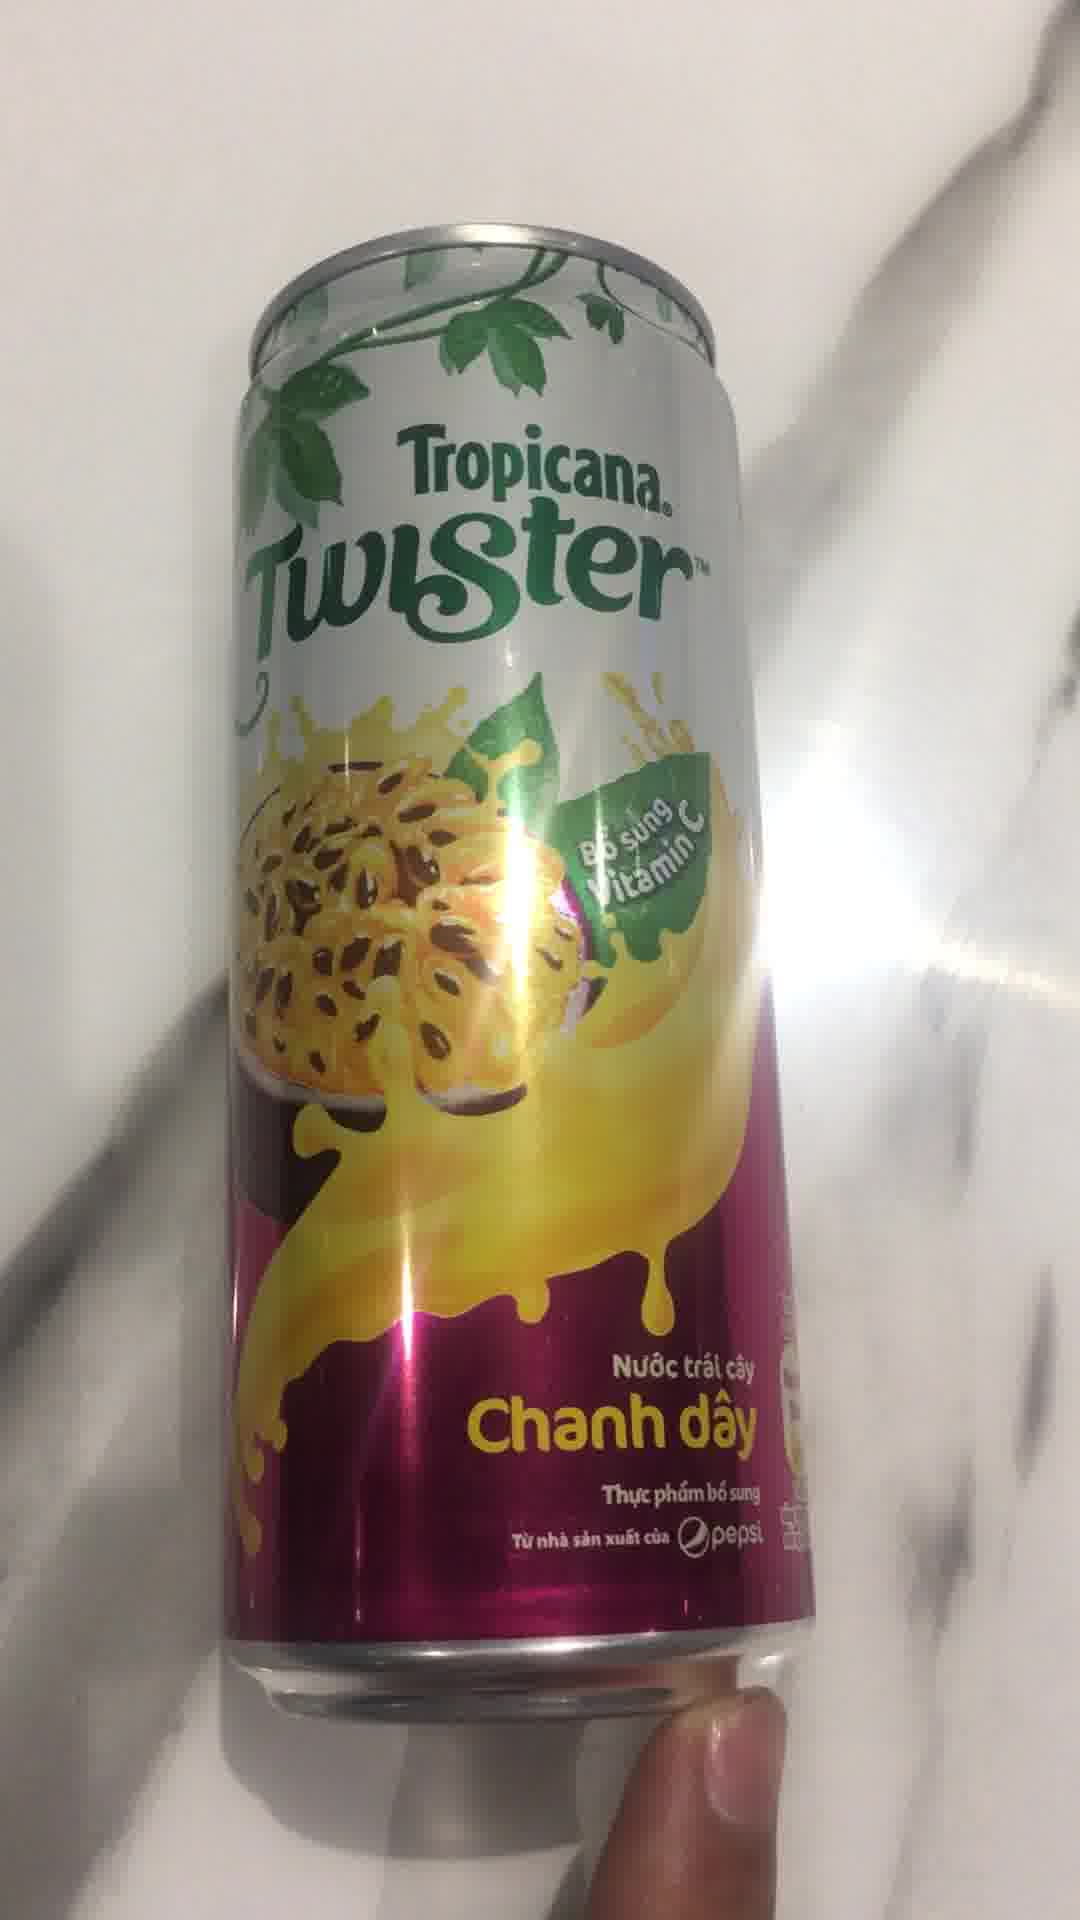 Tropicana®
Twister™
Bổ sung
Vitamin C
Nước trái cây
Chanh dây
Thực phẩm bổ sung
Từ nhà sản xuất của pepsi